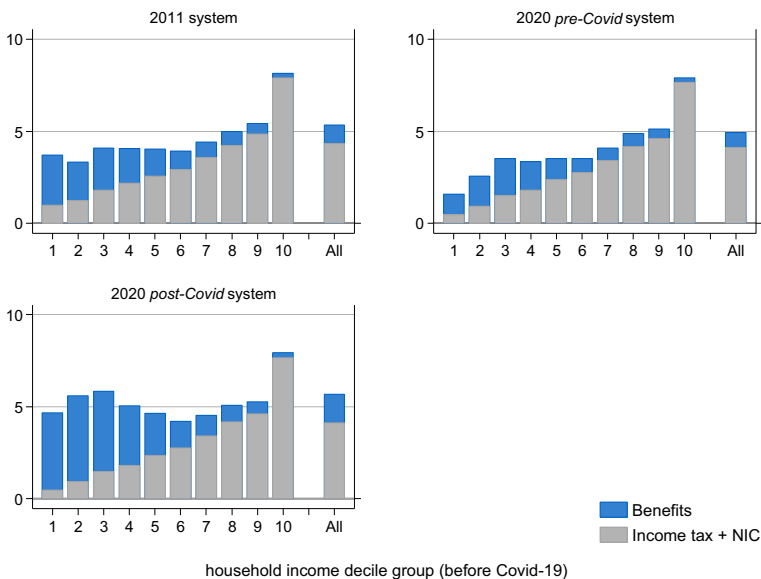 2011 system
10
5
0
1 2 3 4 5 6 7 8 9 10 All
2020 pre-Covid system
10
5
0
1 2 3 4 5 6 7 8 9 10 All
2020 post-Covid system
10
5
0
1 2 3 4 5 6 7 8 9 10 All
Benefits
Income tax + NIC
household income decile group (before Covid-19)